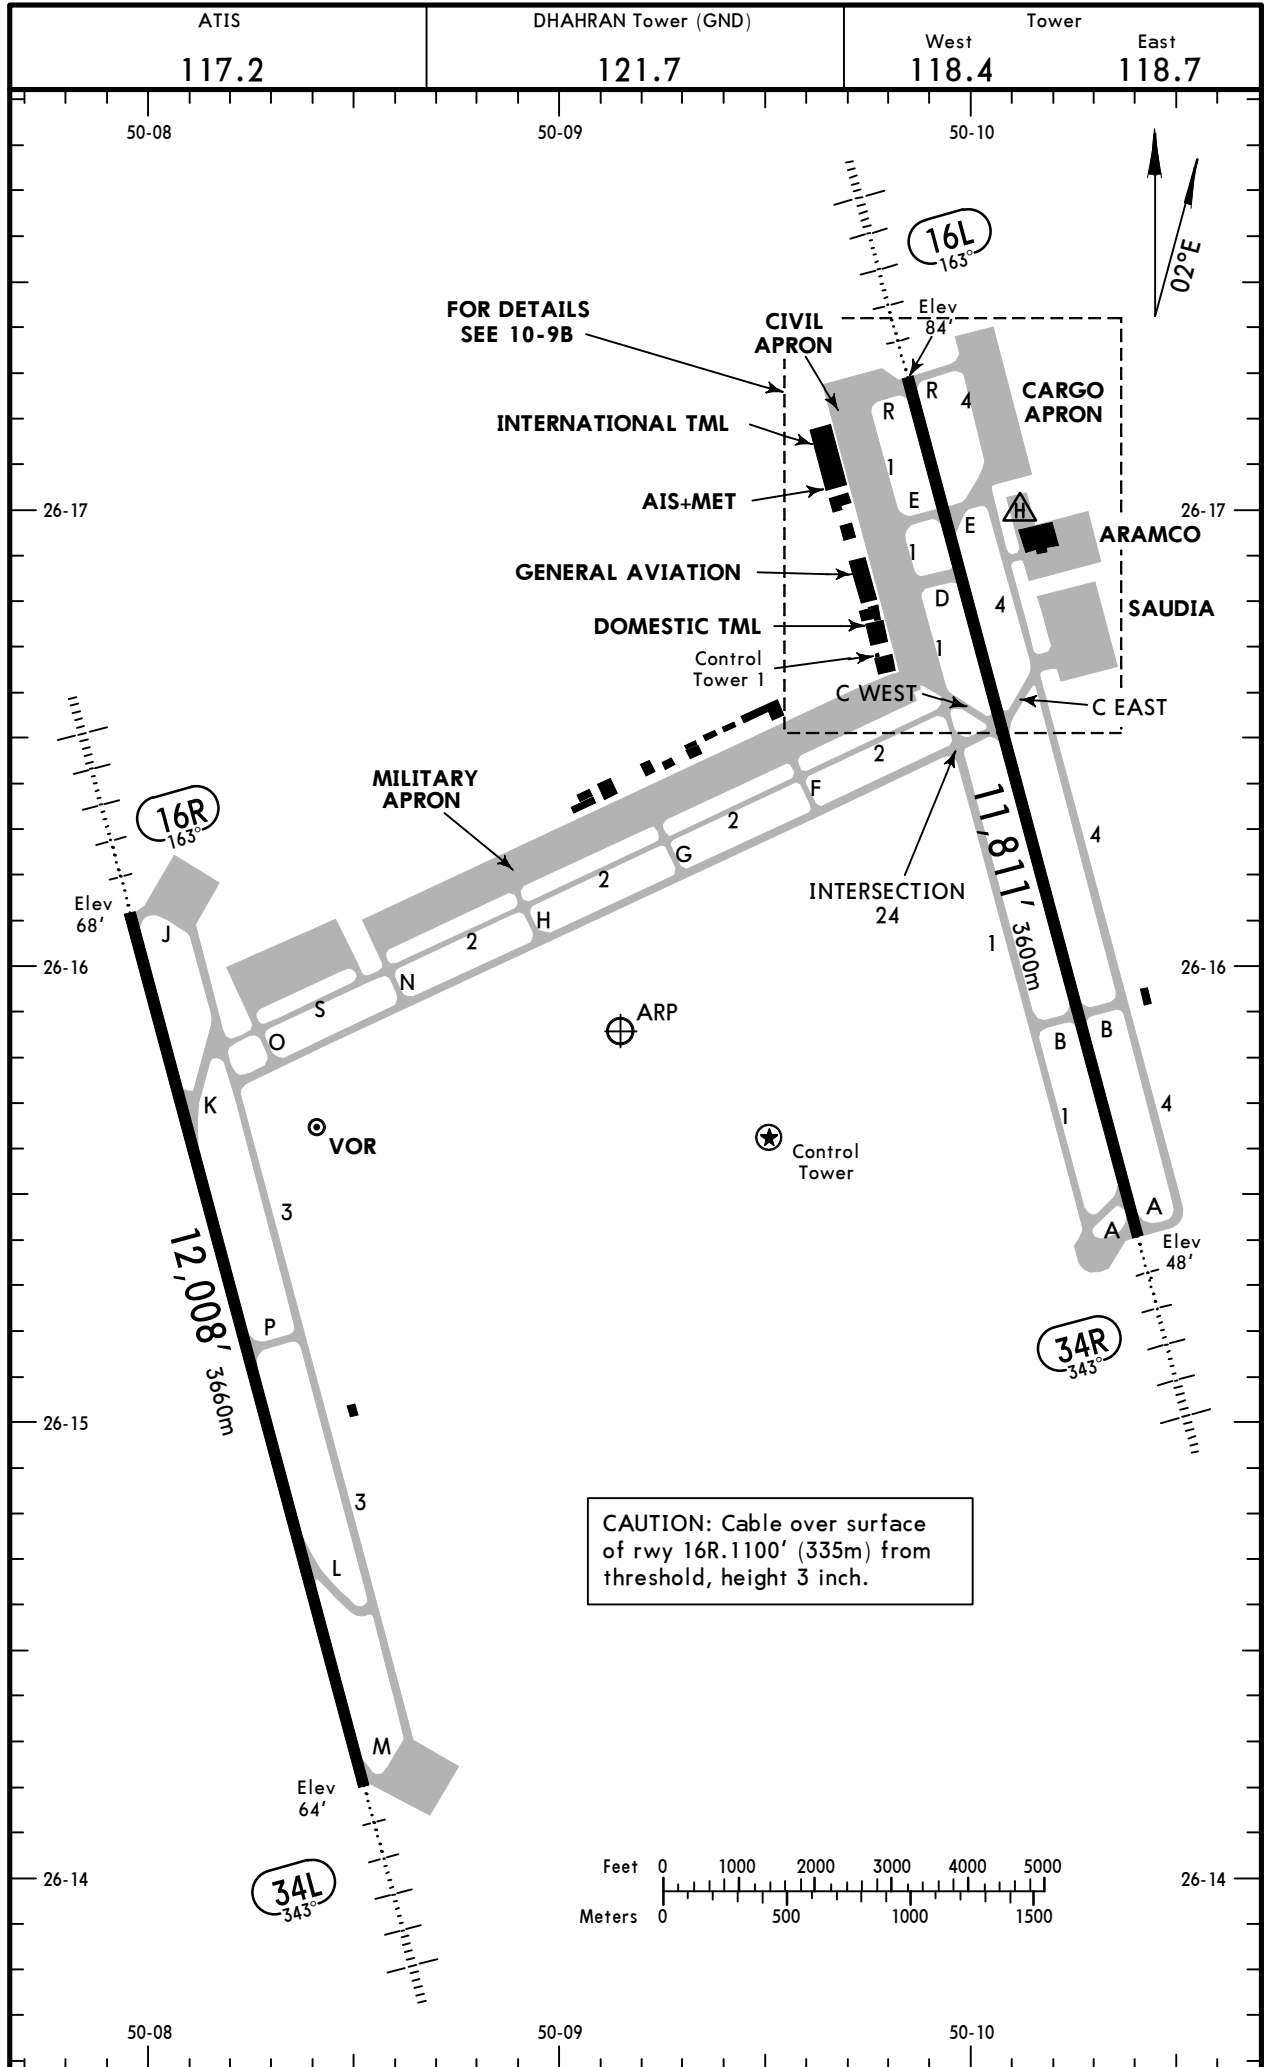 ATIS
117.2
DHAHRAN Tower (GND)
121.7
Tower
West
118.4
East
118.7
50-08
50-09
50-10
16L
163°
02°E
Elev
84'
FOR DETAILS
SEE 10-9B
CIVIL
APRON
R
R
4
CARGO
APRON
INTERNATIONAL TML
1
AIS+MET
E
E
H
26-17
26-17
ARAMCO
1
GENERAL AVIATION
D
4
SAUDIA
DOMESTIC TML
Control
Tower 1
1
C WEST
C EAST
2
MILITARY
APRON
F
16R
163°
2
11,811'
3600m
4
G
INTERSECTION
24
2
Elev
68'
J
H
2
1
26-16
26-16
N
S
O
ARP
B
B
K
VOR
Control
Tower
1
4
3
A
A
Elev
48'
12,008'
3660m
P
34R
343°
26-15
26-15
3
CAUTION: Cable over surface
of rwy 16R.1100' (335m) from
threshold, height 3 inch.
L
M
Elev
64'
34L
343°
26-14
26-14
Feet 0 1000 2000 3000 4000 5000
Meters 0 500 1000 1500
50-08
50-09
50-10